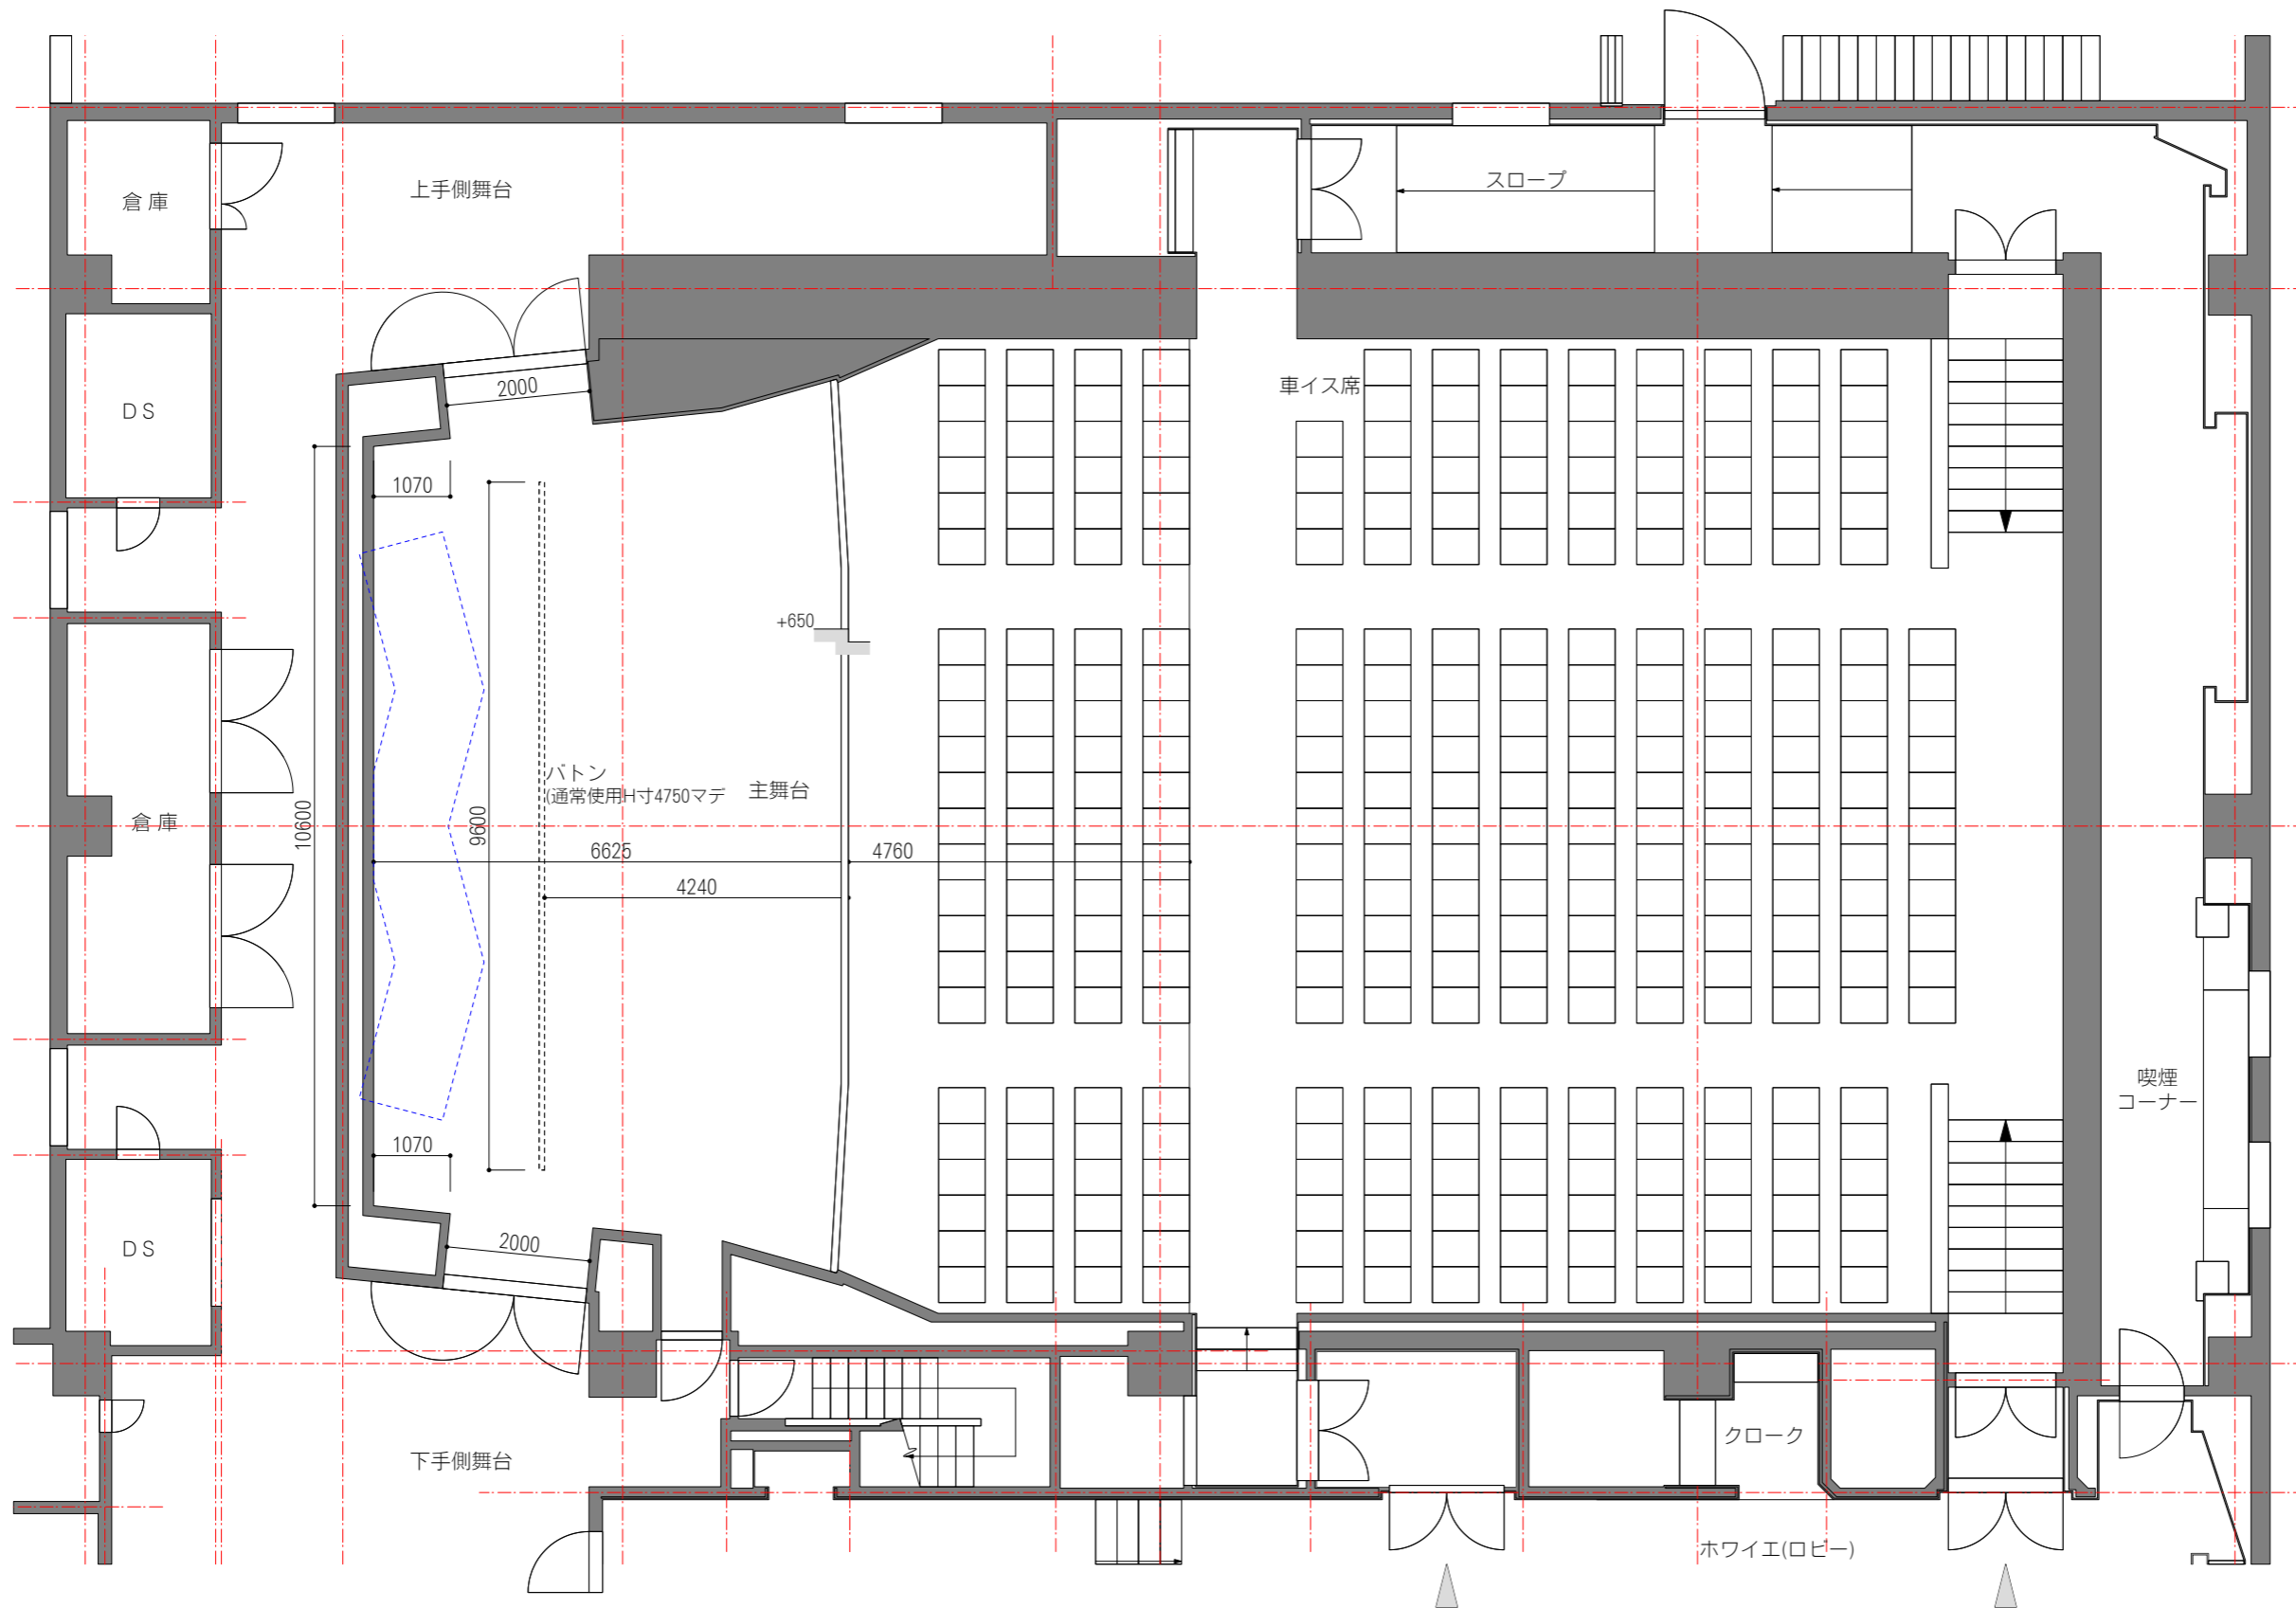 上手側舞台
スロープ
倉庫
車イス席
2000
DS
1070
+650
バトン
(通常使用H寸4750マデ
主舞台
10600
9600
倉庫
6625
4760
4240
喫煙
コーナー
1070
2000
DS
クローク
下手側舞台
ホワイエ(ロビー)